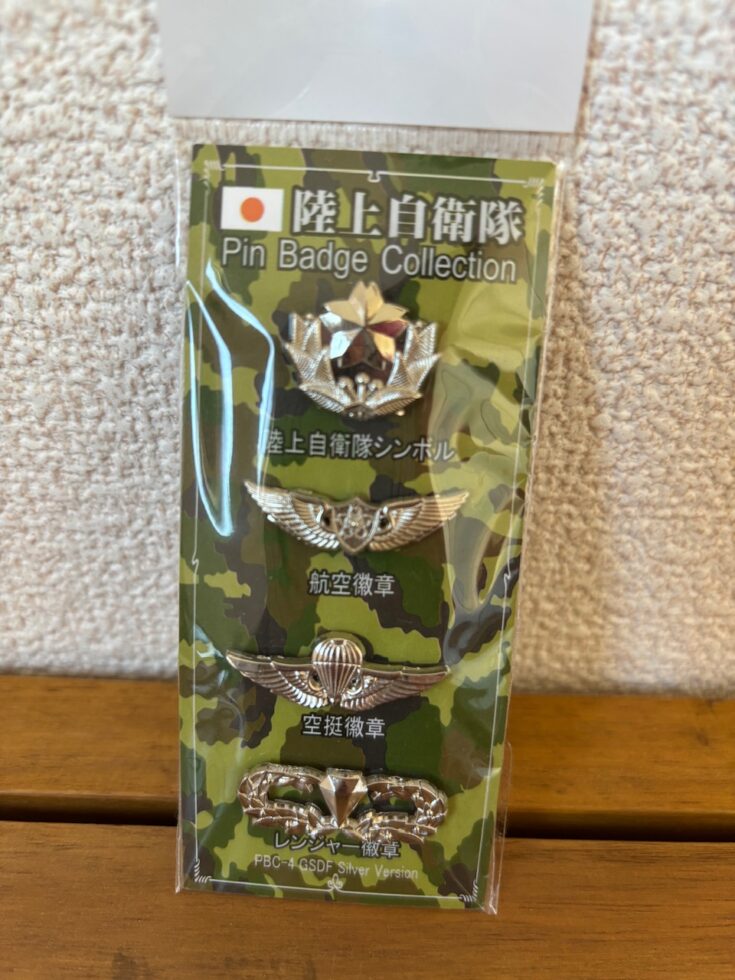 陸上自衛隊
Pin Badge Collection
陸上自衛隊シンボル
航空徽章
空挺徽章
レンジャー徽章
PBC-4 GSDF Silver Version